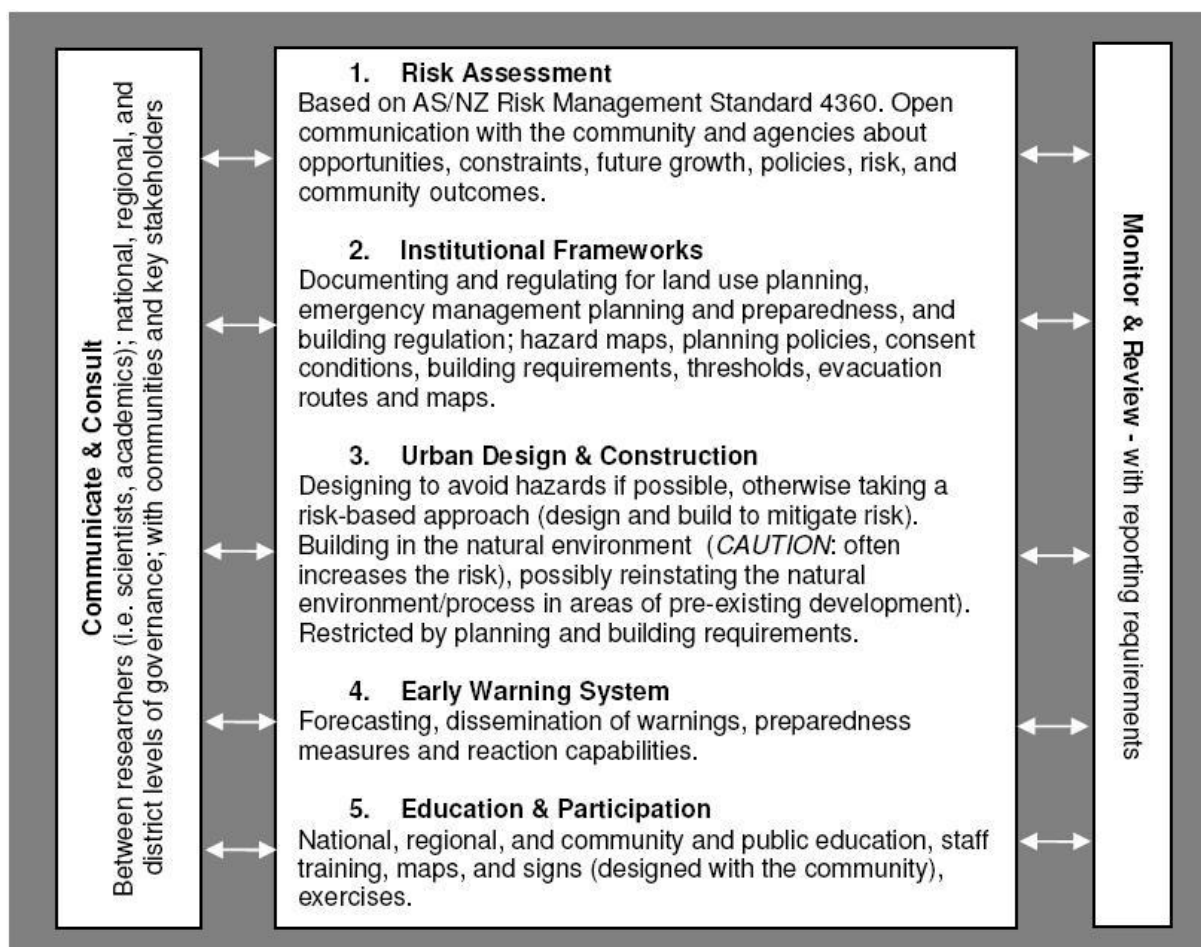 Communicate & Consult
Between researchers (i.e. scientists, academics); national, regional, and
district levels of governance; with communities and key stakeholders
1. Risk Assessment
Based on AS/NZ Risk Management Standard 4360. Open
communication with the community and agencies about
opportunities, constraints, future growth, policies, risk, and
community outcomes.
2. Institutional Frameworks
Documenting and regulating for land use planning,
emergency management planning and preparedness, and
building regulation; hazard maps, planning policies, consent
conditions, building requirements, thresholds, evacuation
routes and maps.
3. Urban Design & Construction
Designing to avoid hazards if possible, otherwise taking a
risk-based approach (design and build to mitigate risk).
Building in the natural environment (CAUTION: often
increases the risk), possibly reinstating the natural
environment/process in areas of pre-existing development).
Restricted by planning and building requirements.
4. Early Warning System
Forecasting, dissemination of warnings, preparedness
measures and reaction capabilities.
5. Education & Participation
National, regional, and community and public education, staff
training, maps, and signs (designed with the community),
exercises.
Monitor & Review - with reporting requirements